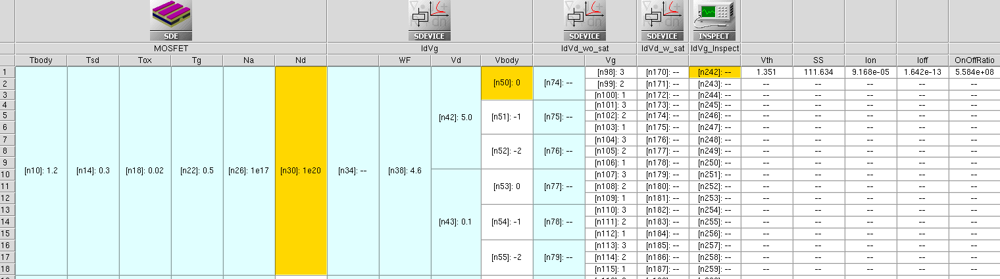 SDE SDEVICE SDEVICE SDEVICE INSPECT
MOSFET IdVg IdVd_wo_sat IdVd_w_sat IdVg_Inspect
Tbody Tsd Tox Tg Na Nd WF Vd Vbody Vg Vth SS Ion Ioff OnOffRatio
1 [n98]: 3 [n170]: -- [n242]: -- 1.351 111.634 9.168e-05 1.642e-13 5.584e+08
2 [n50]: 0 [n74]: -- [n99]: 2 [n171]: -- [n243]: -- -- -- -- -- --
3 [n100]: 1 [n172]: -- [n244]: -- -- -- -- -- --
4 [n101]: 3 [n173]: -- [n245]: -- -- -- -- -- --
5 [n42]: 5.0 [n51]: -1 [n75]: -- [n102]: 2 [n174]: -- [n246]: -- -- -- -- -- --
6 [n103]: 1 [n175]: -- [n247]: -- -- -- -- -- --
7 [n104]: 3 [n176]: -- [n248]: -- -- -- -- -- --
8 [n52]: -2 [n76]: -- [n105]: 2 [n177]: -- [n249]: -- -- -- -- -- --
9 [n106]: 1 [n178]: -- [n250]: -- -- -- -- -- --
10 [n10]: 1.2 [n14]: 0.3 [n18]: 0.02 [n22]: 0.5 [n26]: 1e17 [n30]: 1e20 [n34]: -- [n38]: 4.6 [n107]: 3 [n179]: -- [n251]: -- -- -- -- -- --
11 [n53]: 0 [n77]: -- [n108]: 2 [n180]: -- [n252]: -- -- -- -- -- --
12 [n109]: 1 [n181]: -- [n253]: -- -- -- -- -- --
13 [n110]: 3 [n182]: -- [n254]: -- -- -- -- -- --
14 [n43]: 0.1 [n54]: -1 [n78]: -- [n111]: 2 [n183]: -- [n255]: -- -- -- -- -- --
15 [n112]: 1 [n184]: -- [n256]: -- -- -- -- -- --
16 [n113]: 3 [n185]: -- [n257]: -- -- -- -- -- --
17 [n55]: -2 [n79]: -- [n114]: 2 [n186]: -- [n258]: -- -- -- -- -- --
18 [n115]: 1 [n187]: -- [n259]: -- -- -- -- -- --